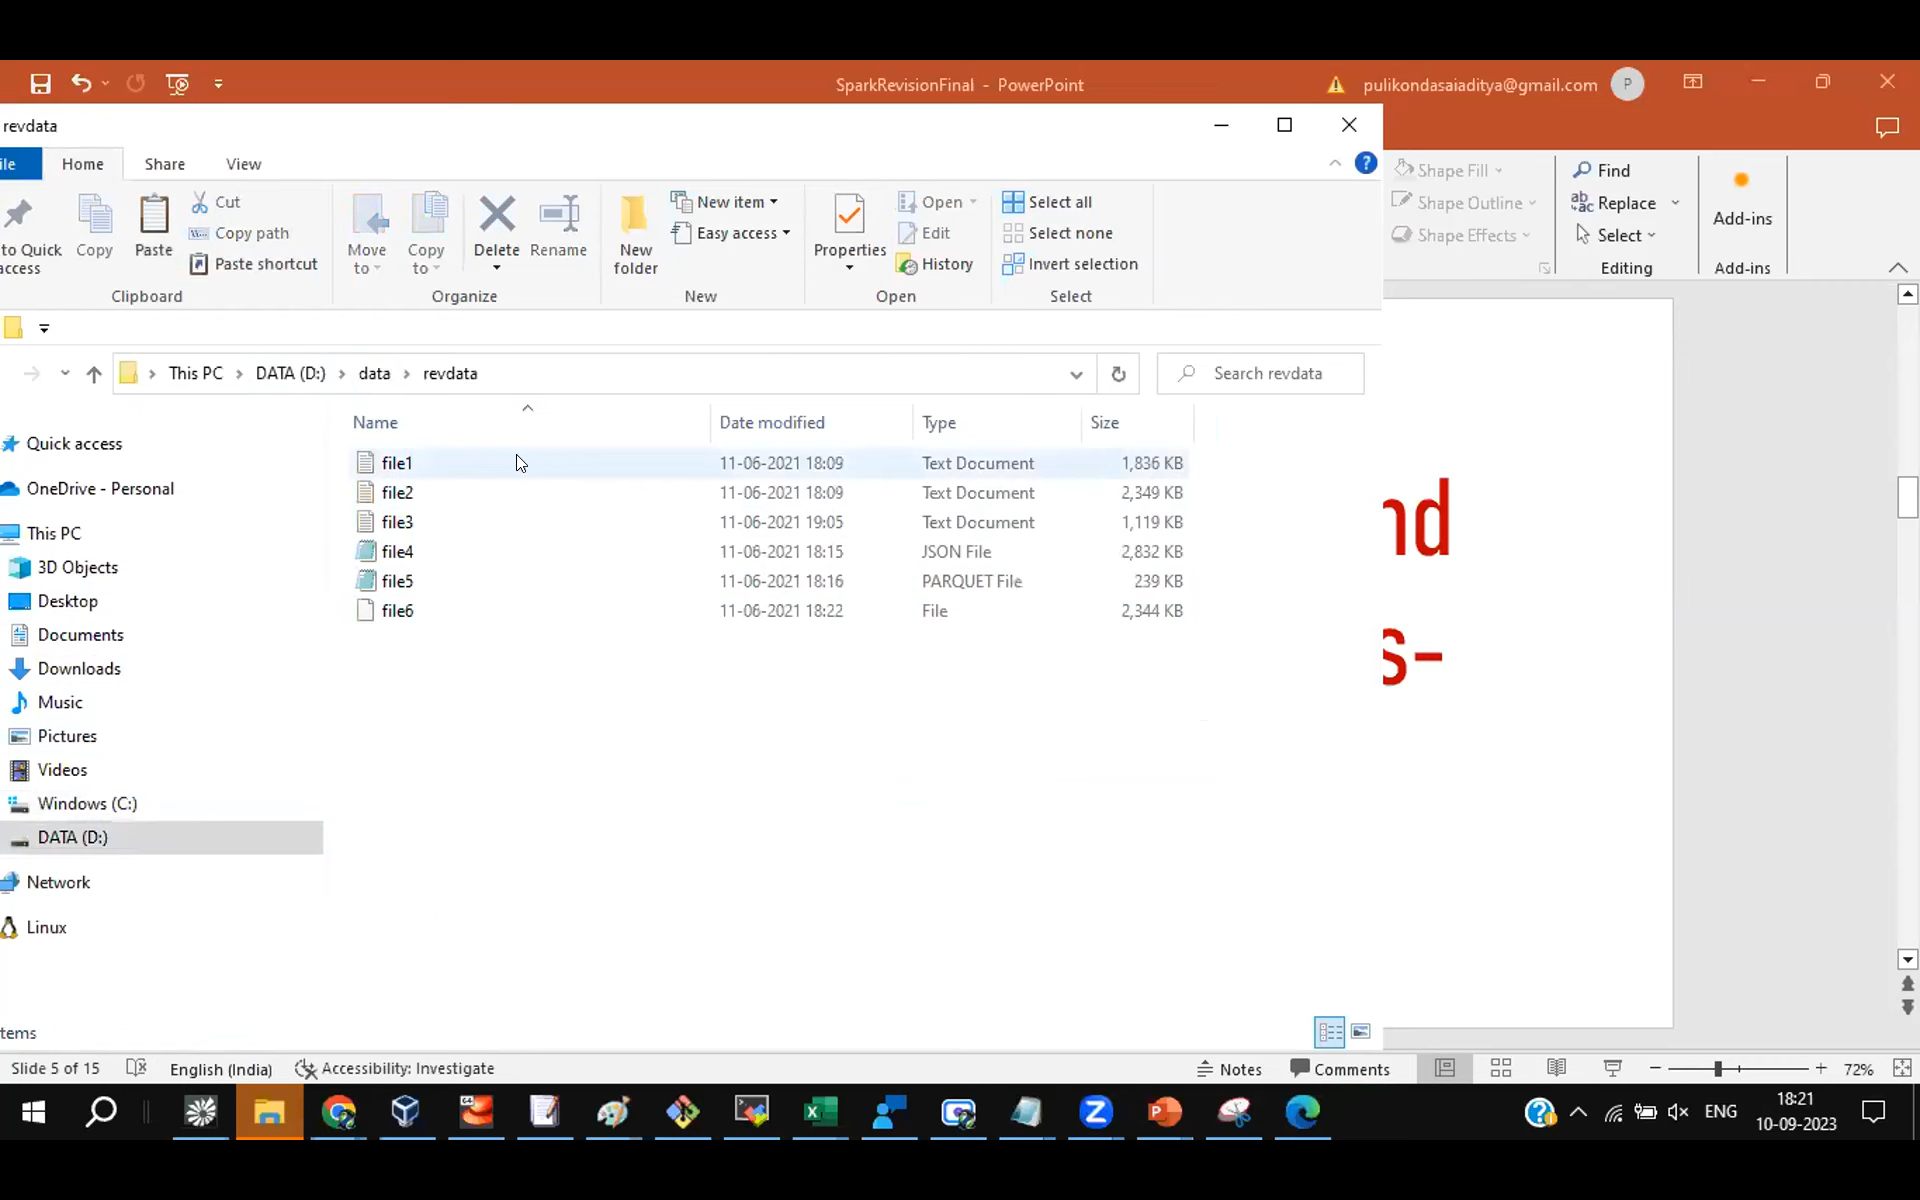 SparkRevisionFinal - PowerPoint
pulikondasaiaditya@gmail.com
P
revdata
ile
Home
Share
View
to Quick
access
Copy
Paste
Cut
Copy path
Paste shortcut
Clipboard
Move
to
Copy
to
Delete
Rename
Organize
New
folder
New item
Easy access
New
Properties
Open
Edit
History
Open
Select all
Select none
Invert selection
Select
Shape Fill
Shape Outline
Shape Effects
Find
Replace
Select
Editing
Add-ins
Add-ins
This PC > DATA (D:) > data > revdata
Search revdata
Name Date modified Type Size
file1 11-06-2021 18:09 Text Document 1,836 KB
file2 11-06-2021 18:09 Text Document 2,349 KB
file3 11-06-2021 19:05 Text Document 1,119 KB
file4 11-06-2021 18:15 JSON File 2,832 KB
file5 11-06-2021 18:16 PARQUET File 239 KB
file6 11-06-2021 18:22 File 2,344 KB
Quick access
OneDrive - Personal
This PC
3D Objects
Desktop
Documents
Downloads
Music
Pictures
Videos
Windows (C:)
DATA (D:)
Network
Linux
nd
s-
tems
Slide 5 of 15
English (India)
Accessibility: Investigate
Notes
Comments
72%
ENG
18:21
10-09-2023